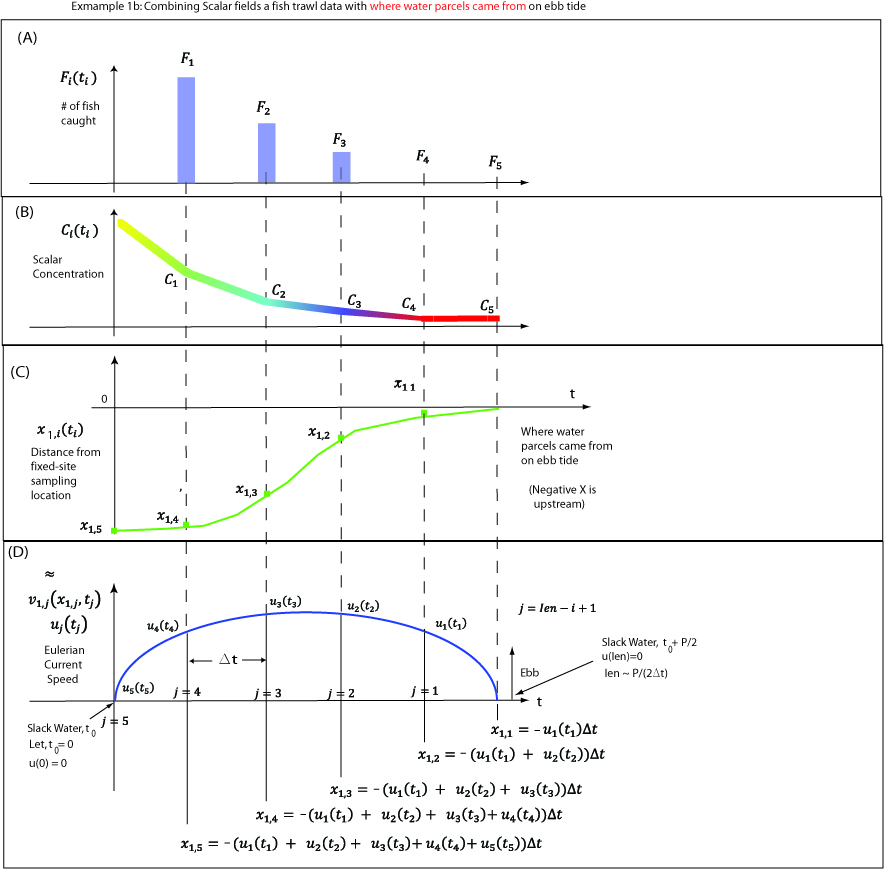 Exmample 1b: Combining Scalar fields a fish trawl data with where water parcels came from on ebb tide
(A)
F₁
Fᵢ(tᵢ)
# of fish
caught
F₂
F₃
F₄
F₅
(B)
Cᵢ(tᵢ)
Scalar
Concentration
C₁
C₂
C₃
C₄
C₅
(C)
x₁₁
0
t
x₁,ᵢ(tᵢ)
Distance from
fixed-site
sampling
location
x₁,₂
x₁,₃
x₁,₄
x₁,₅
Where water
parcels came from
on ebb tide
(Negative X is
upstream)
(D)
≈
v₁,ⱼ(x₁,ⱼ, tⱼ)
uⱼ(tⱼ)
Eulerian
Current
Speed
u₅(t₅)
u₄(t₄)
u₃(t₃)
u₂(t₂)
u₁(t₁)
j = len − i + 1
Δt
Slack Water, t₀+ P/2
u(len)=0
len ~ P/(2Δt)
Ebb
t
j = 5
j = 4
j = 3
j = 2
j = 1
Slack Water, t₀
Let, t₀= 0
u(0) = 0
x₁,₁ = −u₁(t₁)Δt
x₁,₂ = −(u₁(t₁) + u₂(t₂))Δt
x₁,₃ = −(u₁(t₁) + u₂(t₂) + u₃(t₃))Δt
x₁,₄ = −(u₁(t₁) + u₂(t₂) + u₃(t₃)+u₄(t₄))Δt
x₁,₅ = −(u₁(t₁) + u₂(t₂) + u₃(t₃)+u₄(t₄)+u₅(t₅))Δt